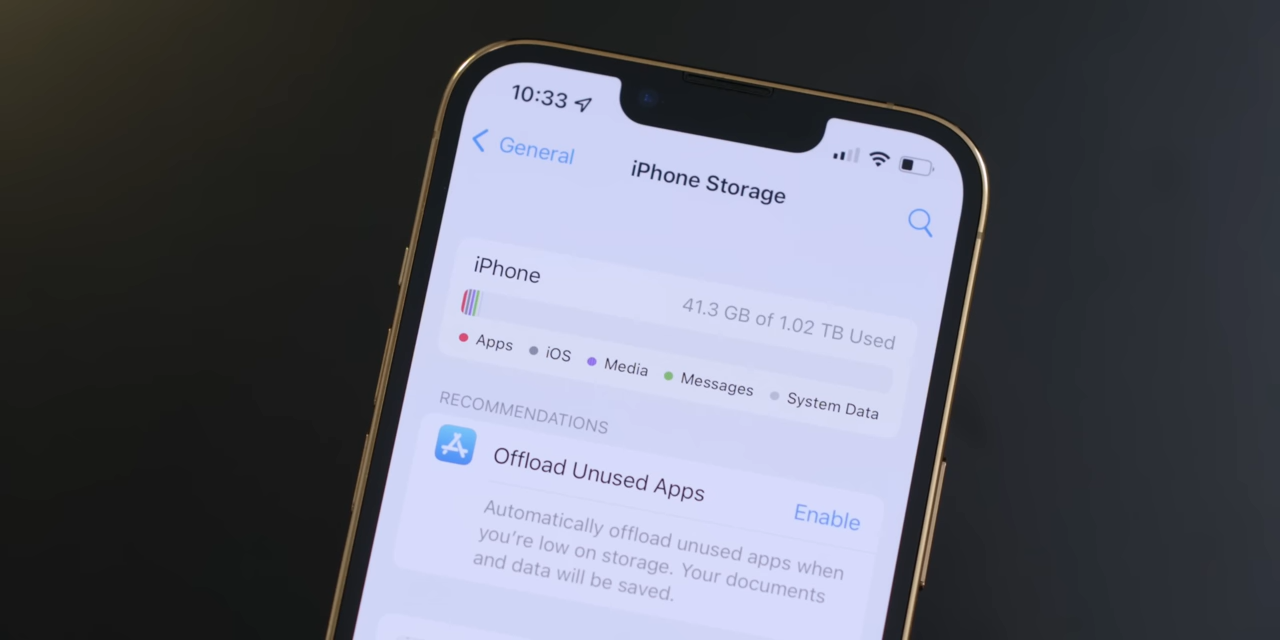 10:33
General
iPhone Storage
iPhone
41.3 GB of 1.02 TB Used
Apps
iOS
Media
Messages
System Data
RECOMMENDATIONS
Offload Unused Apps
Enable
Automatically offload unused apps when
you're low on storage. Your documents
and data will be saved.